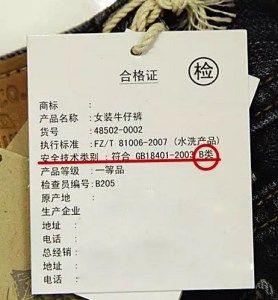 检
合格证
商标 :
产品名称 :女装牛仔裤
货号 :48502-0002
执行标准 :FZ/T 81006-2007 (水洗产品)
安全技术类别 :符合 GB18401-2003 B类
产品等级 :一等品
检查员编号:B205
原产地 :
生产企业
地址 :
电话 :
总经销 :
地址 :
电话 :